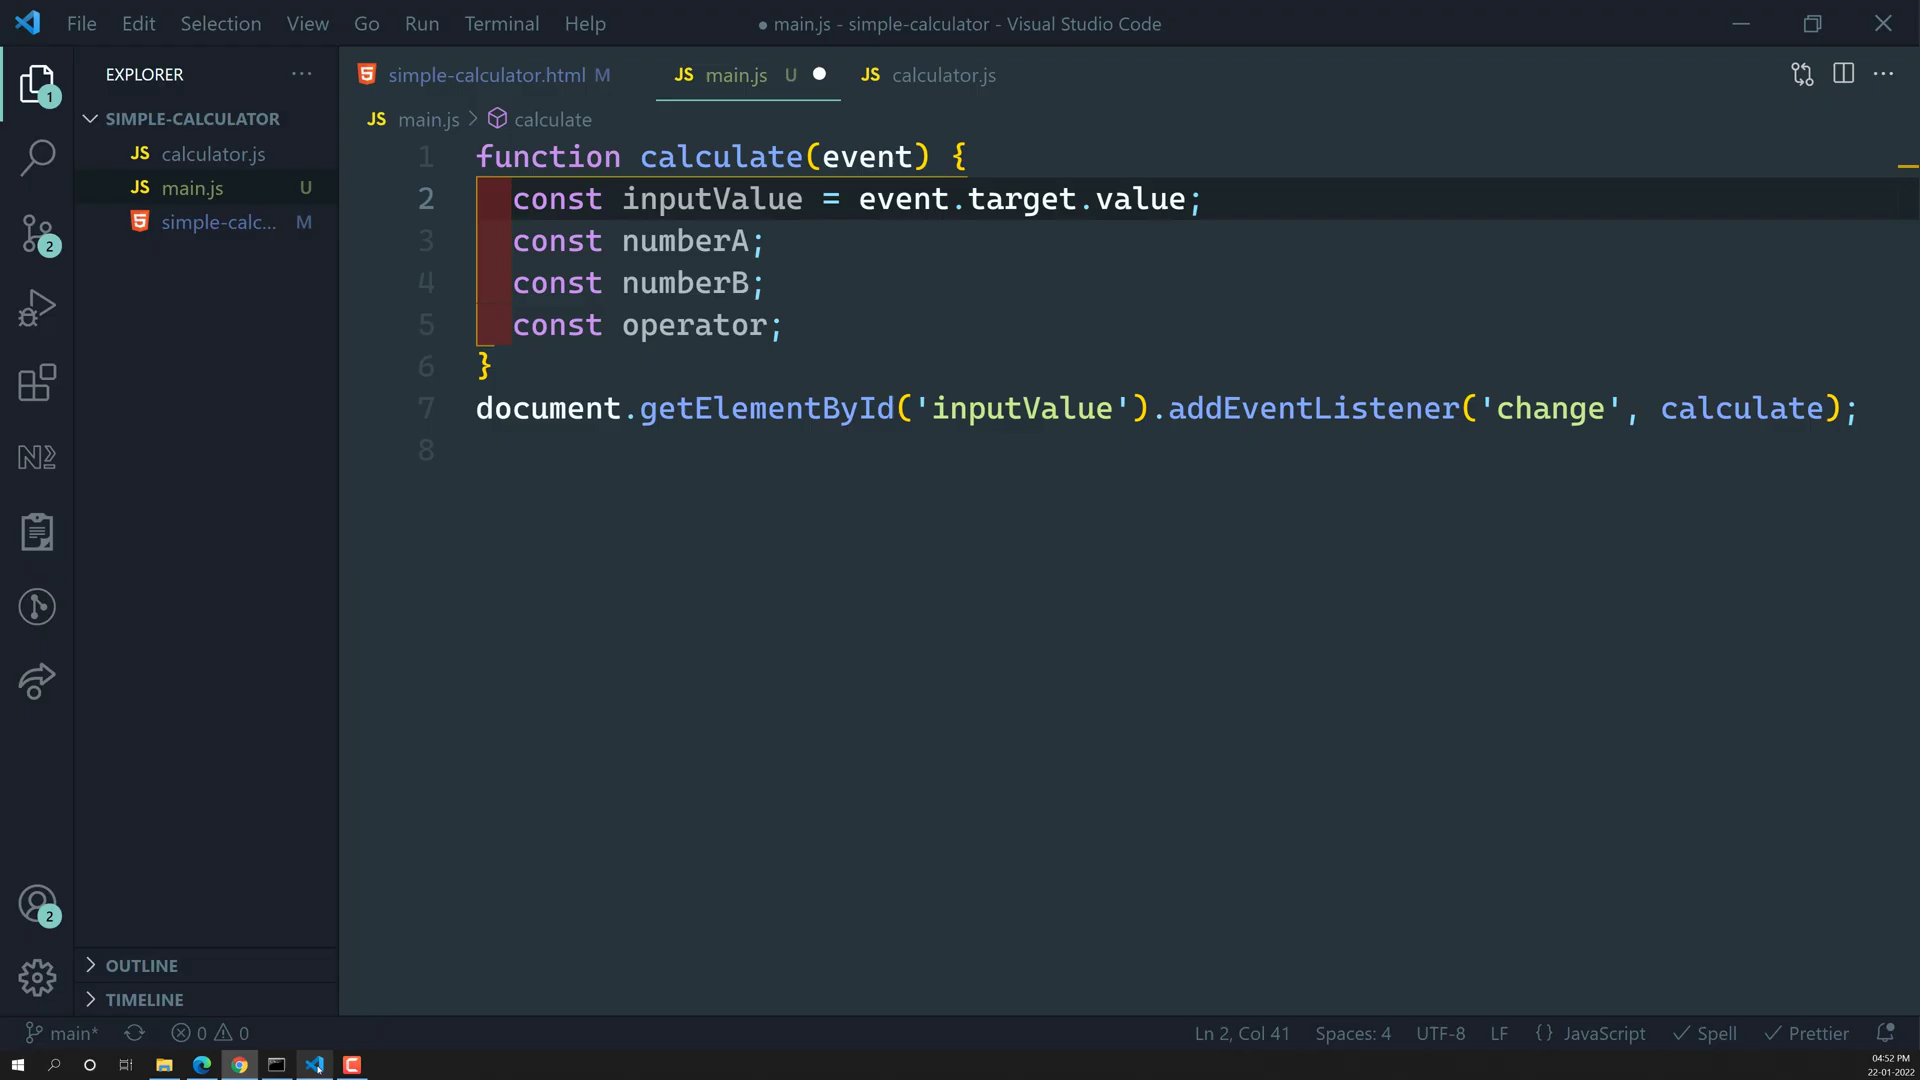 File Edit Selection View Go Run Terminal Help
● main.js - simple-calculator - Visual Studio Code
EXPLORER
SIMPLE-CALCULATOR
JS calculator.js
JS main.js U
simple-calc... M
OUTLINE
TIMELINE
1
2
2
simple-calculator.html M
JS main.js U
JS calculator.js
JS main.js > calculate
1 function calculate(event) {
2 const inputValue = event.target.value;
3 const numberA;
4 const numberB;
5 const operator;
6 }
7 document.getElementById('inputValue').addEventListener('change', calculate);
8
main* 0 0
Ln 2, Col 41 Spaces: 4 UTF-8 LF {} JavaScript Spell Prettier
04:52 PM
22-01-2022